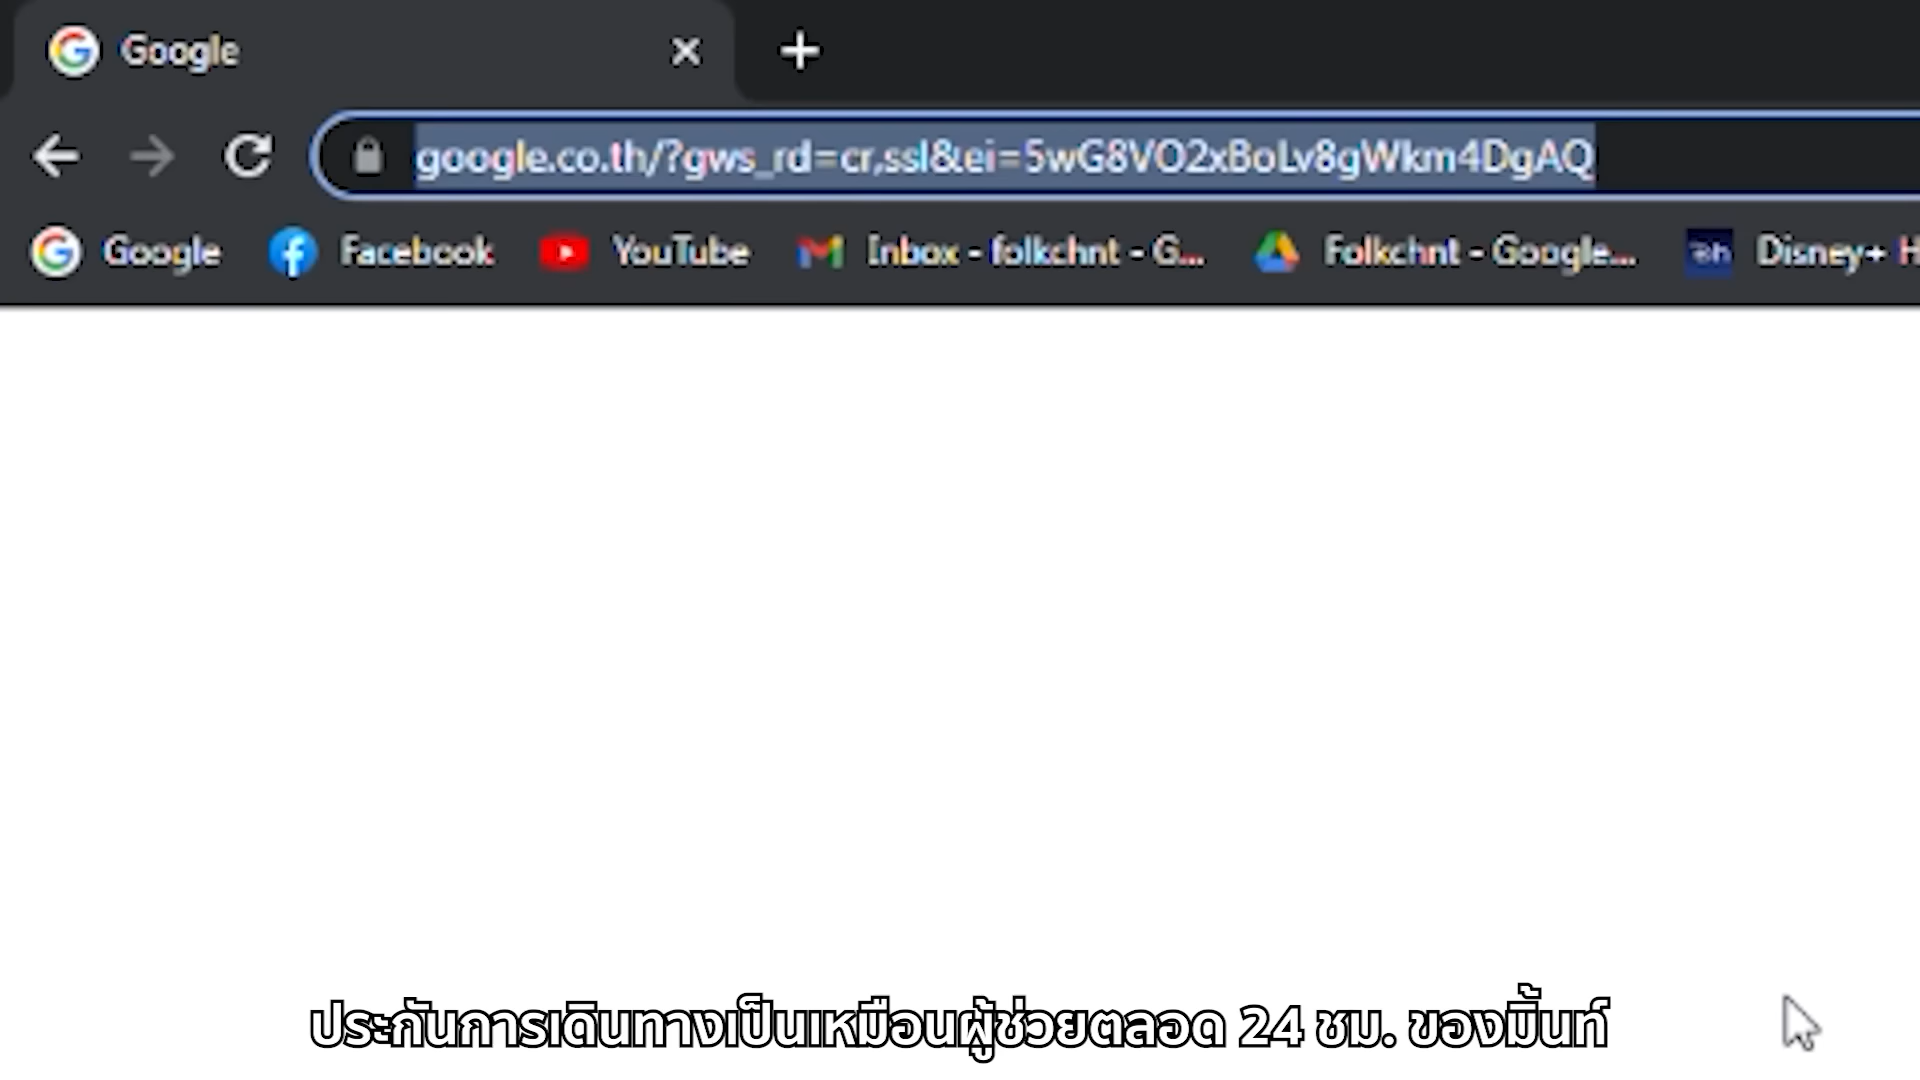 Google
google.co.th/?gws_rd=cr,ssl&ei=5wG8VO2xBoLv8gWkm4DgAQ
Google Facebook YouTube Inbox - folkchnt - G... Folkchnt - Google... Disney+ H
ประกันการเดินทางเป็นเหมือนผู้ช่วยตลอด 24 ชม. ของมิ้นท์